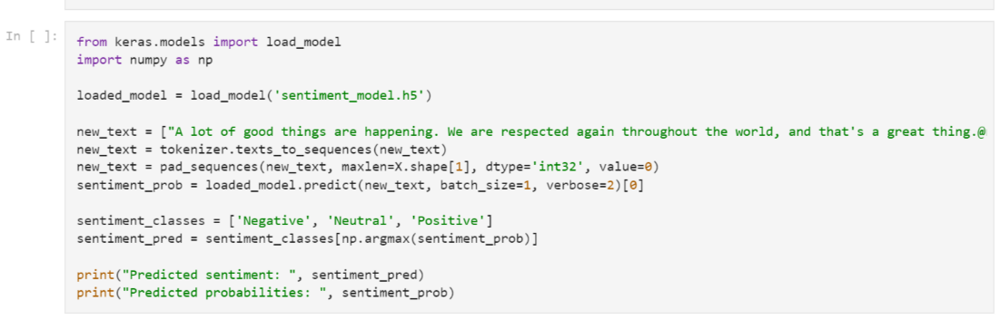 In [ ]:
from keras.models import load_model
import numpy as np
loaded_model = load_model('sentiment_model.h5')
new_text = ["A lot of good things are happening. We are respected again throughout the world, and that's a great thing.@
new_text = tokenizer.texts_to_sequences(new_text)
new_text = pad_sequences(new_text, maxlen=X.shape[1], dtype='int32', value=0)
sentiment_prob = loaded_model.predict(new_text, batch_size=1, verbose=2)[0]
sentiment_classes = ['Negative', 'Neutral', 'Positive']
sentiment_pred = sentiment_classes[np.argmax(sentiment_prob)]
print("Predicted sentiment: ", sentiment_pred)
print("Predicted probabilities: ", sentiment_prob)